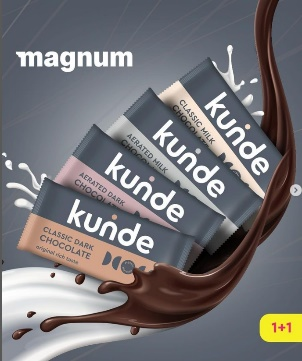 magnum
CLASSIC MILK
CHOCOLATE
kunde
AERATED MILK
CHOCOLATE
kunde
AERATED DARK
CHOCOLATE
kunde
CLASSIC DARK
CHOCOLATE
original rich taste
kunde
1+1